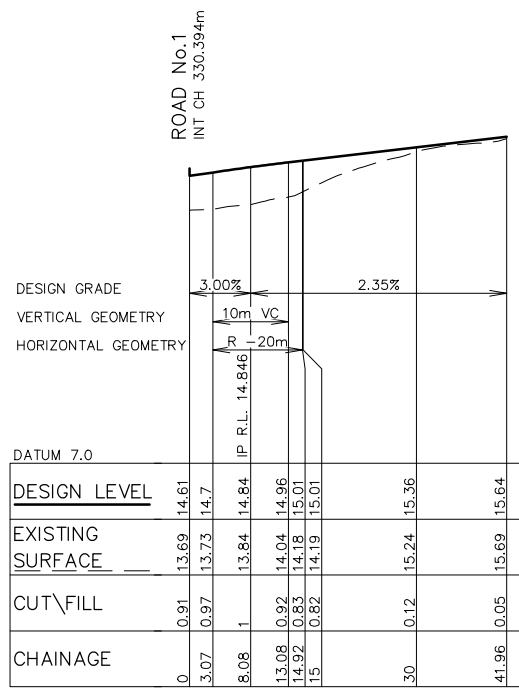 ROAD No.1
INT CH 330.394m
DESIGN GRADE 3.00% 2.35%
VERTICAL GEOMETRY 10m VC
HORIZONTAL GEOMETRY R -20m
IP R.L. 14.846
DATUM 7.0
DESIGN LEVEL 14.61 14.7 14.84 14.96 15.01 15.01 15.36 15.64
EXISTING
SURFACE 13.69 13.73 13.84 14.04 14.18 14.19 15.24 15.69
CUT\FILL 0.91 0.97 1 0.92 0.83 0.82 0.12 0.05
CHAINAGE 0 3.07 8.08 13.08 14.92 15 30 41.96